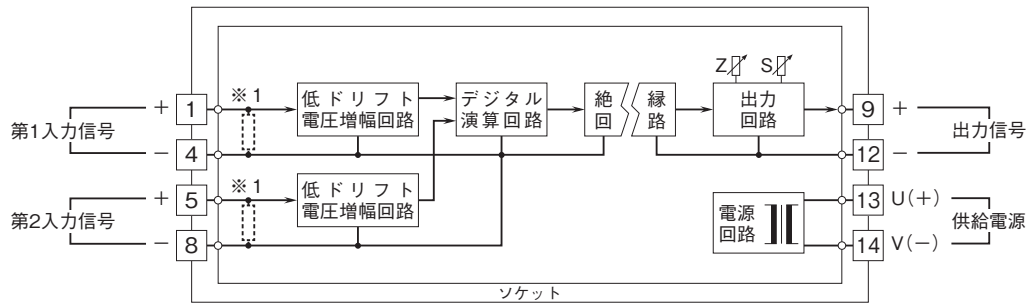 第1入力信号
+
−
1
4
※1
低ドリフト
電圧増幅回路
デジタル
演算回路
絶
回
縁
路
Z
S
出力
回路
9
+
12
−
出力信号
第2入力信号
+
−
5
8
※1
低ドリフト
電圧増幅回路
電源
回路
13
U(+)
14
V(−)
供給電源
ソケット